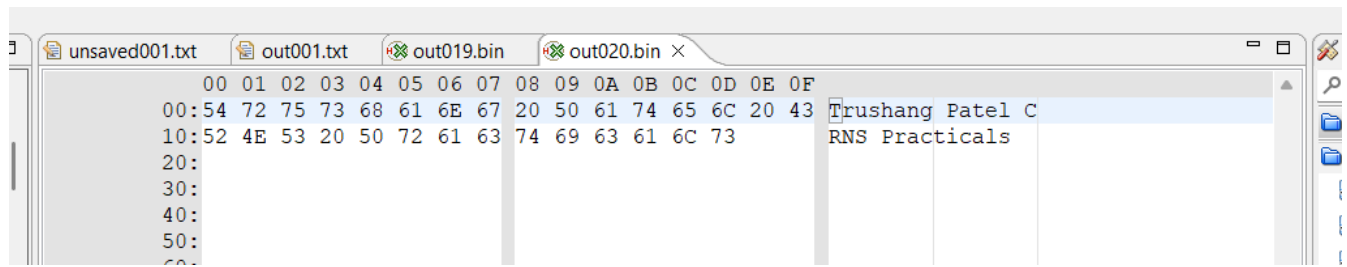 unsaved001.txt out001.txt out019.bin out020.bin
00 01 02 03 04 05 06 07 08 09 0A 0B 0C 0D 0E 0F
00:54 72 75 73 68 61 6E 67 20 50 61 74 65 6C 20 43 Trushang Patel C
10:52 4E 53 20 50 72 61 63 74 69 63 61 6C 73 RNS Practicals
20:
30:
40:
50:
60: